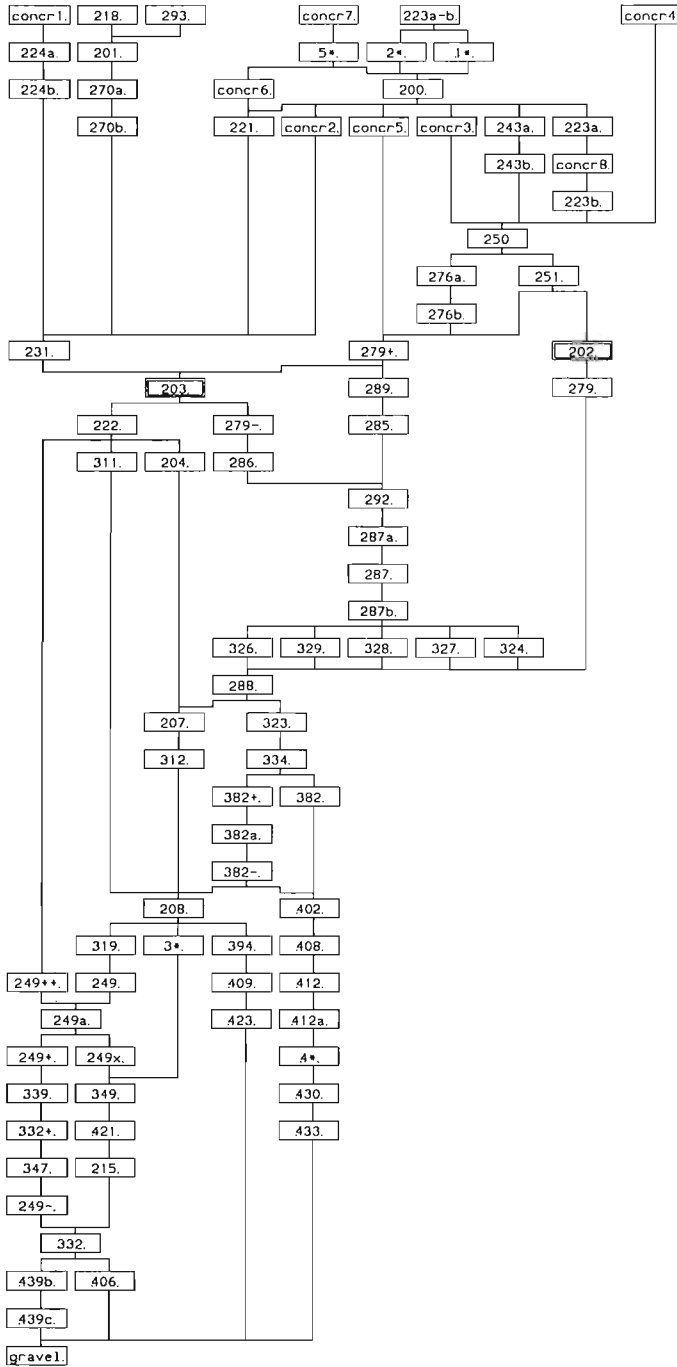 concr1. 218. 293. concr7. 223a-b. concr4
224a. 201. 5*. 2*. 1*.
224b. 270a. concr6. 200.
270b. 221. concr2. concr5. concr3. 243a. 223a.
243b. concr8.
223b.
250
276a. 251.
276b.
231. 279+. 202.
203. 289. 279.
222. 279-. 285.
311. 204. 286.
292.
287a.
287.
287b.
326. 329. 328. 327. 324.
288.
207. 323.
312. 334.
382+. 382.
382a.
382-.
208. 402.
319. 3*. 394. 408.
249++. 249. 409. 412.
249a. 423. 412a.
249+. 249x. 4*.
339. 349. 430.
332+. 421. 433.
347. 215.
249-.
332.
439b. 406.
439c.
gravel.